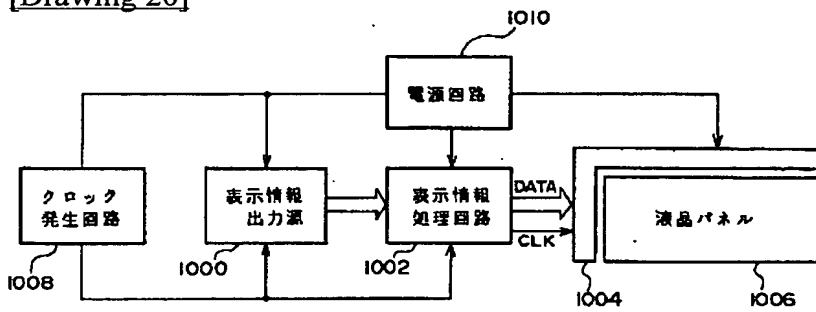 [Drawing
1010
電源回路
クロック
発生回路
表示情報
出力源
表示情報
処理回路
DATA
CLK
液晶パネル
1008
1000
1002
1004
1006